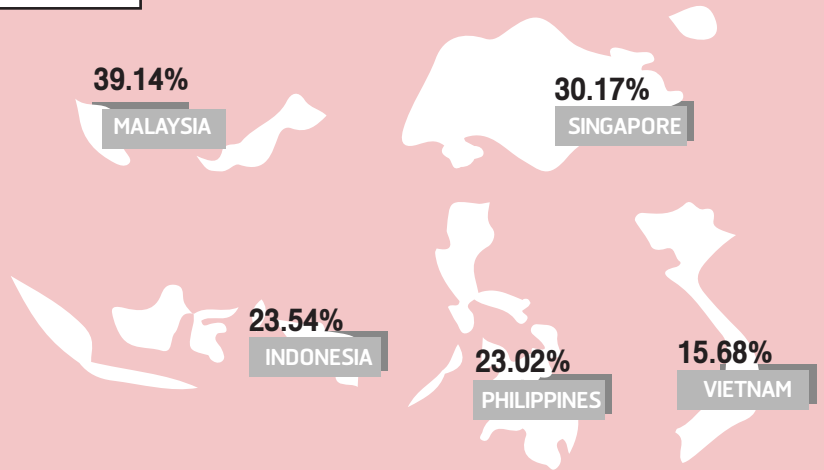 39.14%
MALAYSIA
30.17%
SINGAPORE
23.54%
INDONESIA
23.02%
PHILIPPINES
15.68%
VIETNAM